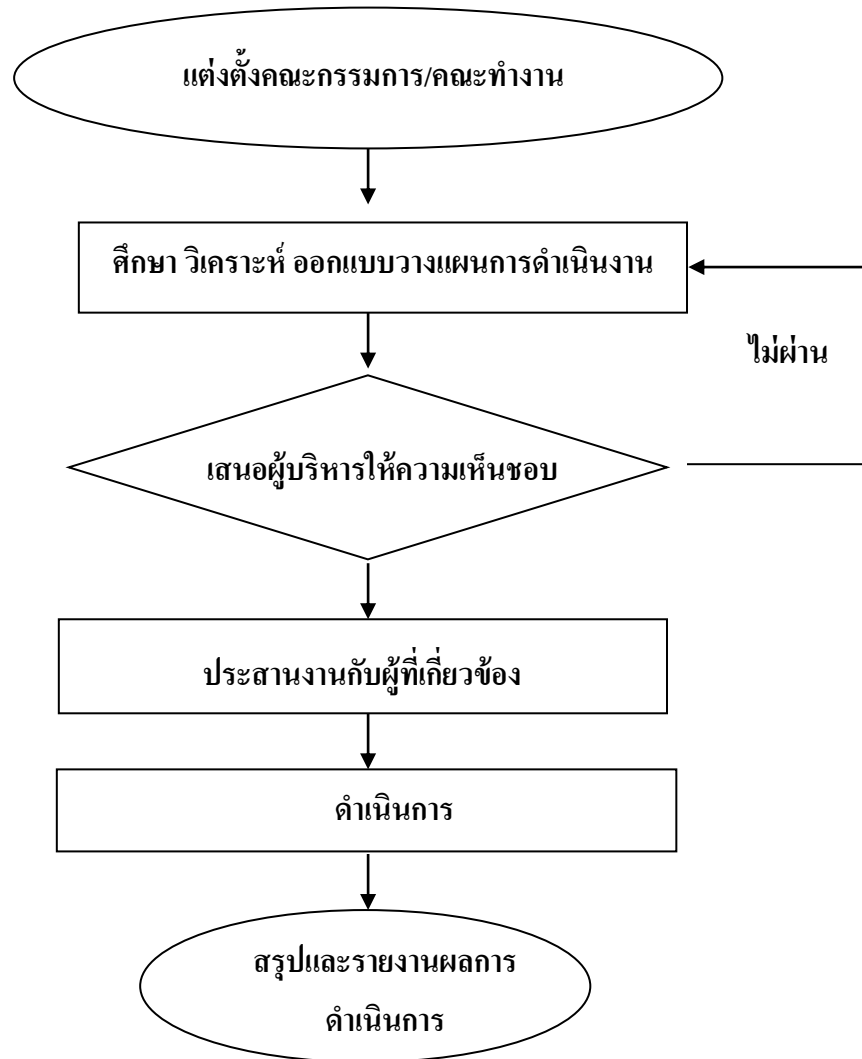 แต่งตั้งคณะกรรมการ/คณะทำงาน
ศึกษา วิเคราะห์ ออกแบบวางแผนการดำเนินงาน
ไม่ผ่าน
เสนอผู้บริหารให้ความเห็นชอบ
ประสานงานกับผู้ที่เกี่ยวข้อง
ดำเนินการ
สรุปและรายงานผลการ
ดำเนินการ